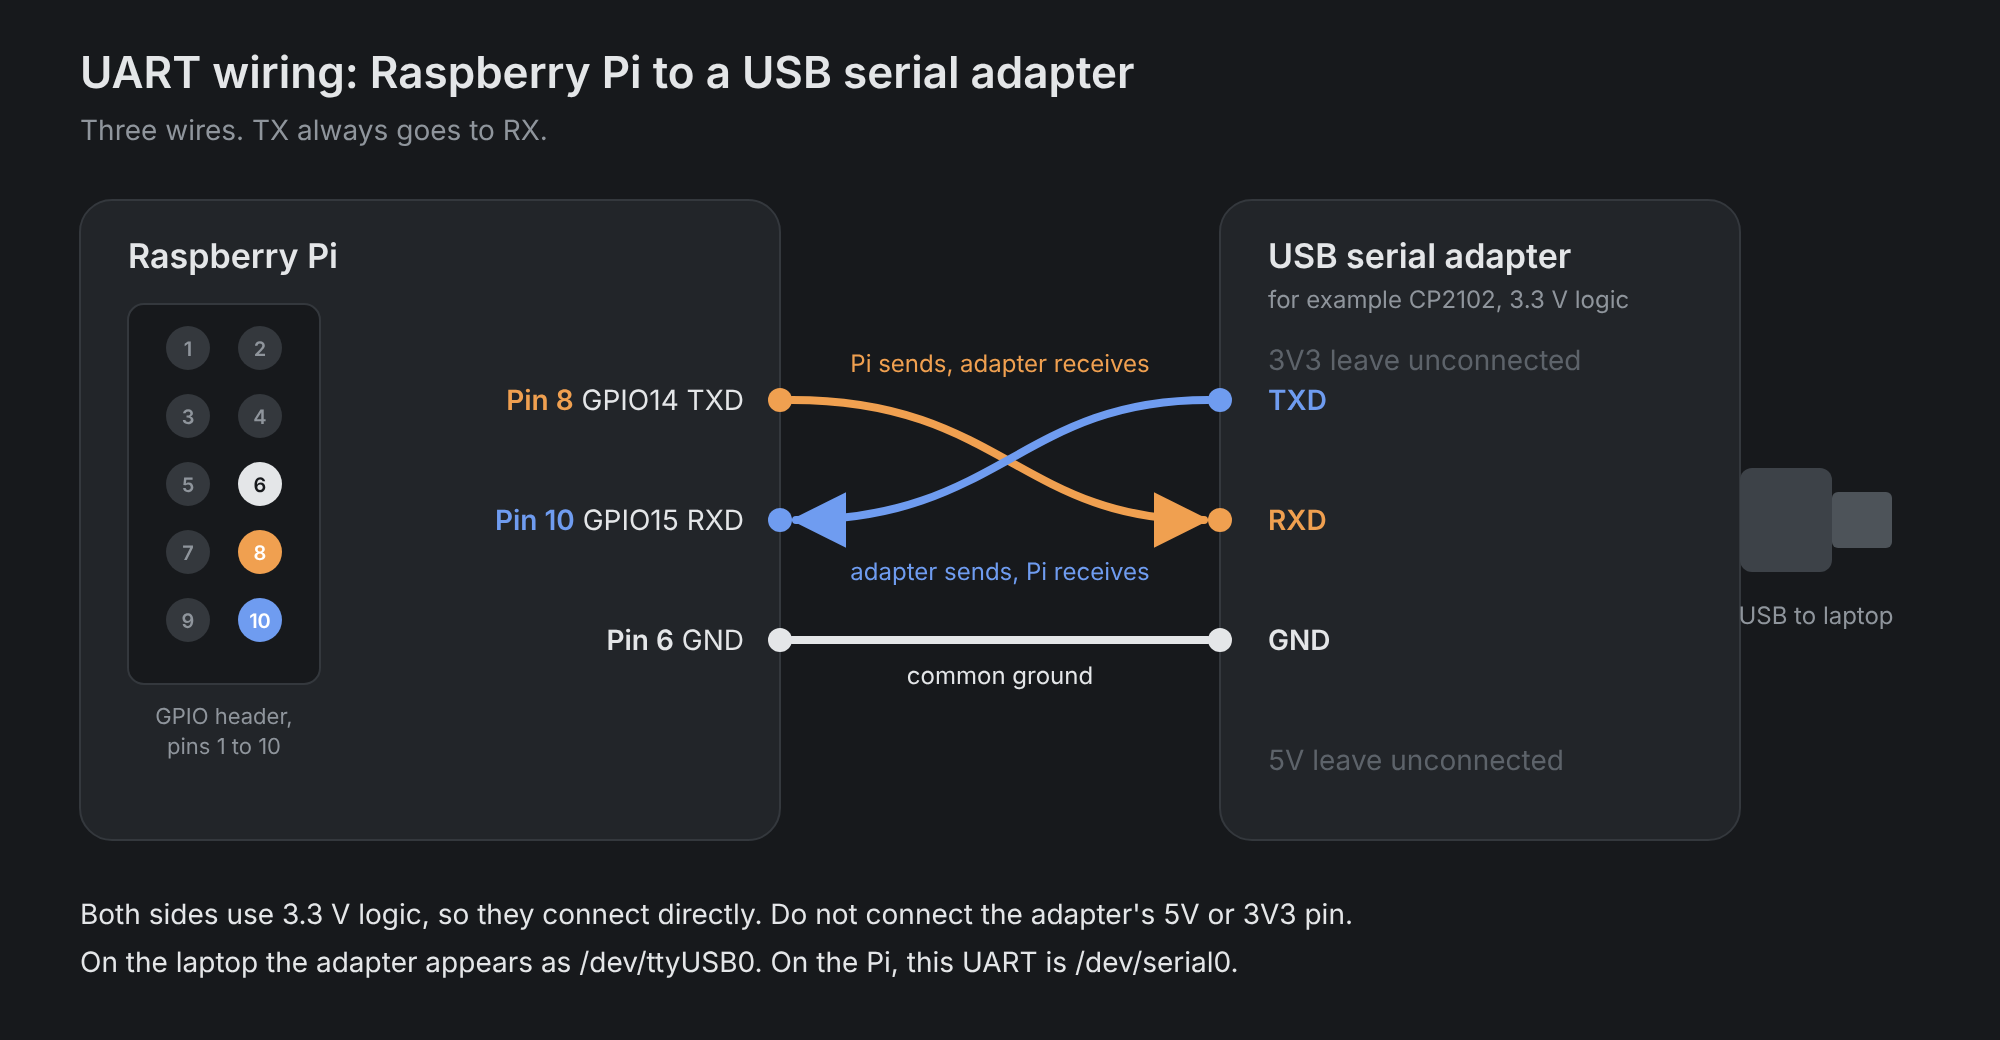 UART wiring: Raspberry Pi to a USB serial adapter
Three wires. TX always goes to RX.
Raspberry Pi
1 2
3 4
5 6
7 8
9 10
GPIO header,
pins 1 to 10
Pin 8 GPIO14 TXD
Pin 10 GPIO15 RXD
Pin 6 GND
Pi sends, adapter receives
adapter sends, Pi receives
common ground
USB serial adapter
for example CP2102, 3.3 V logic
3V3 leave unconnected
TXD
RXD
GND
5V leave unconnected
USB to laptop
Both sides use 3.3 V logic, so they connect directly. Do not connect the adapter's 5V or 3V3 pin.
On the laptop the adapter appears as /dev/ttyUSB0. On the Pi, this UART is /dev/serial0.